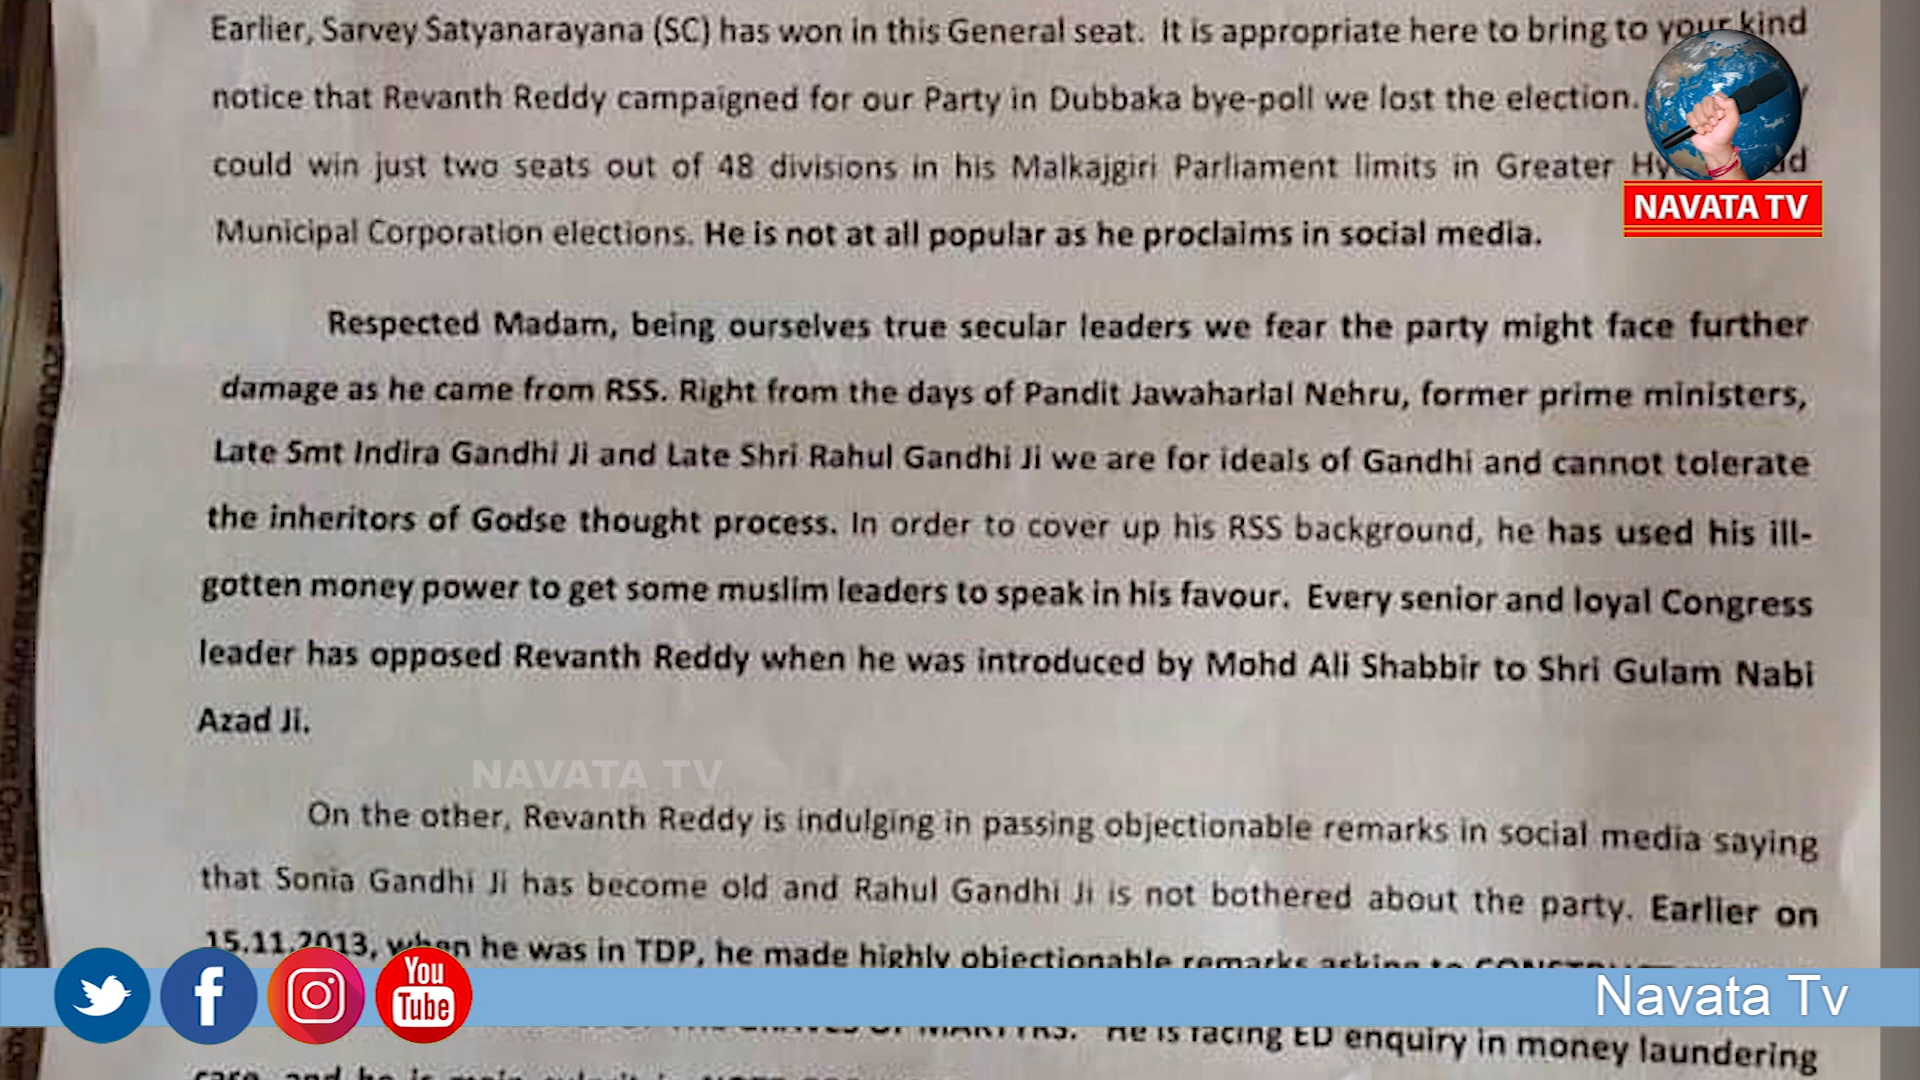 Earlier, Sarvey Satyanarayana (SC) has won in this General seat. It is appropriate here to bring to your kind
notice that Revanth Reddy campaigned for our Party in Dubbaka bye-poll we lost the election.
could win just two seats out of 48 divisions in his Malkajgiri Parliament limits in Greater
Municipal Corporation elections. He is not at all popular as he proclaims in social media.
NAVATA TV
Respected Madam, being ourselves true secular leaders we fear the party might face further
damage as he came from RSS. Right from the days of Pandit Jawaharlal Nehru, former prime ministers,
Late Smt Indira Gandhi Ji and Late Shri Rahul Gandhi Ji we are for ideals of Gandhi and cannot tolerate
the inheritors of Godse thought process. In order to cover up his RSS background, he has used his ill-
gotten money power to get some muslim leaders to speak in his favour. Every senior and loyal Congress
leader has opposed Revanth Reddy when he was introduced by Mohd Ali Shabbir to Shri Gulam Nabi
Azad Ji.
NAVATA TV
On the other, Revanth Reddy is indulging in passing objectionable remarks in social media saying
that Sonia Gandhi Ji has become old and Rahul Gandhi Ji is not bothered about the party. Earlier on
15.11.2013, when he was in TDP, he made highly objectionable remarks asking to
You
Tube
Navata Tv
MARTYRS. He is facing ED enquiry in money laundering